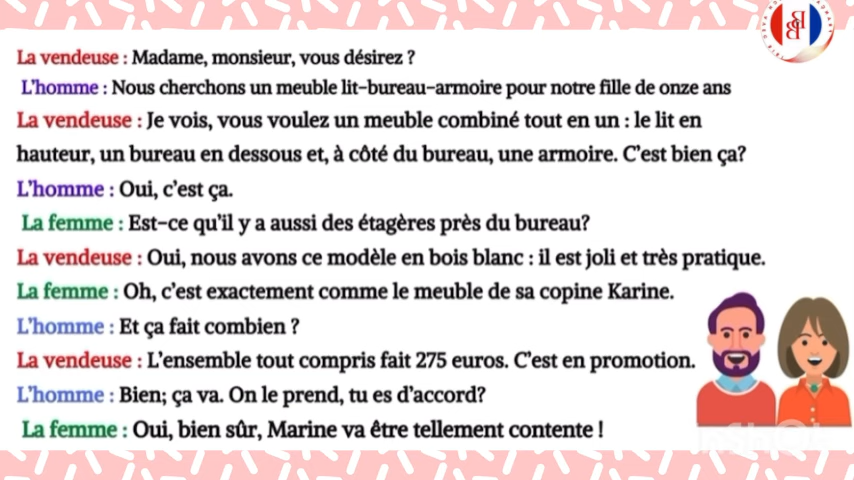 La vendeuse : Madame, monsieur, vous désirez ?
L'homme : Nous cherchons un meuble lit-bureau-armoire pour notre fille de onze ans
La vendeuse : Je vois, vous voulez un meuble combiné tout en un : le lit en
hauteur, un bureau en dessous et, à côté du bureau, une armoire. C'est bien ça?
L'homme : Oui, c'est ça.
La femme : Est-ce qu'il y a aussi des étagères près du bureau?
La vendeuse : Oui, nous avons ce modèle en bois blanc : il est joli et très pratique.
La femme : Oh, c'est exactement comme le meuble de sa copine Karine.
L'homme : Et ça fait combien ?
La vendeuse : L'ensemble tout compris fait 275 euros. C'est en promotion.
L'homme : Bien; ça va. On le prend, tu es d'accord?
La femme : Oui, bien sûr, Marine va être tellement contente !
InShot